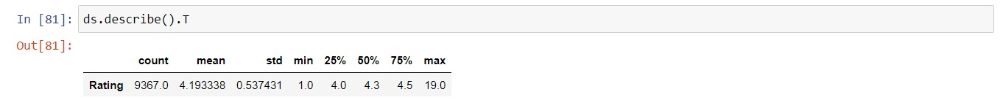 In [81]: ds.describe().T
Out[81]:
count mean std min 25% 50% 75% max
Rating 9367.0 4.193338 0.537431 1.0 4.0 4.3 4.5 19.0